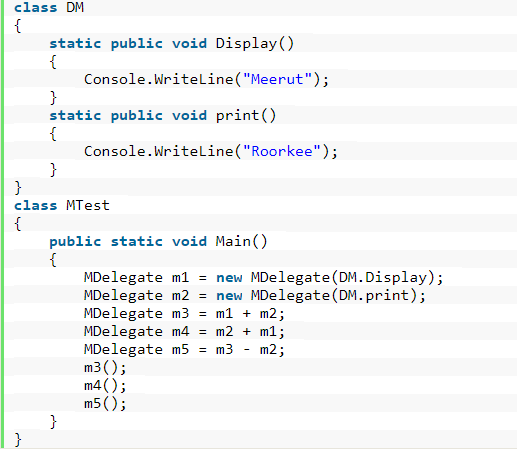 class DM
{
    static public void Display()
    {
        Console.WriteLine("Meerut");
    }
    static public void print()
    {
        Console.WriteLine("Roorkee");
    }
}
class MTest
{
    public static void Main()
    {
        MDelegate m1 = new MDelegate(DM.Display);
        MDelegate m2 = new MDelegate(DM.print);
        MDelegate m3 = m1 + m2;
        MDelegate m4 = m2 + m1;
        MDelegate m5 = m3 - m2;
        m3();
        m4();
        m5();
    }
}